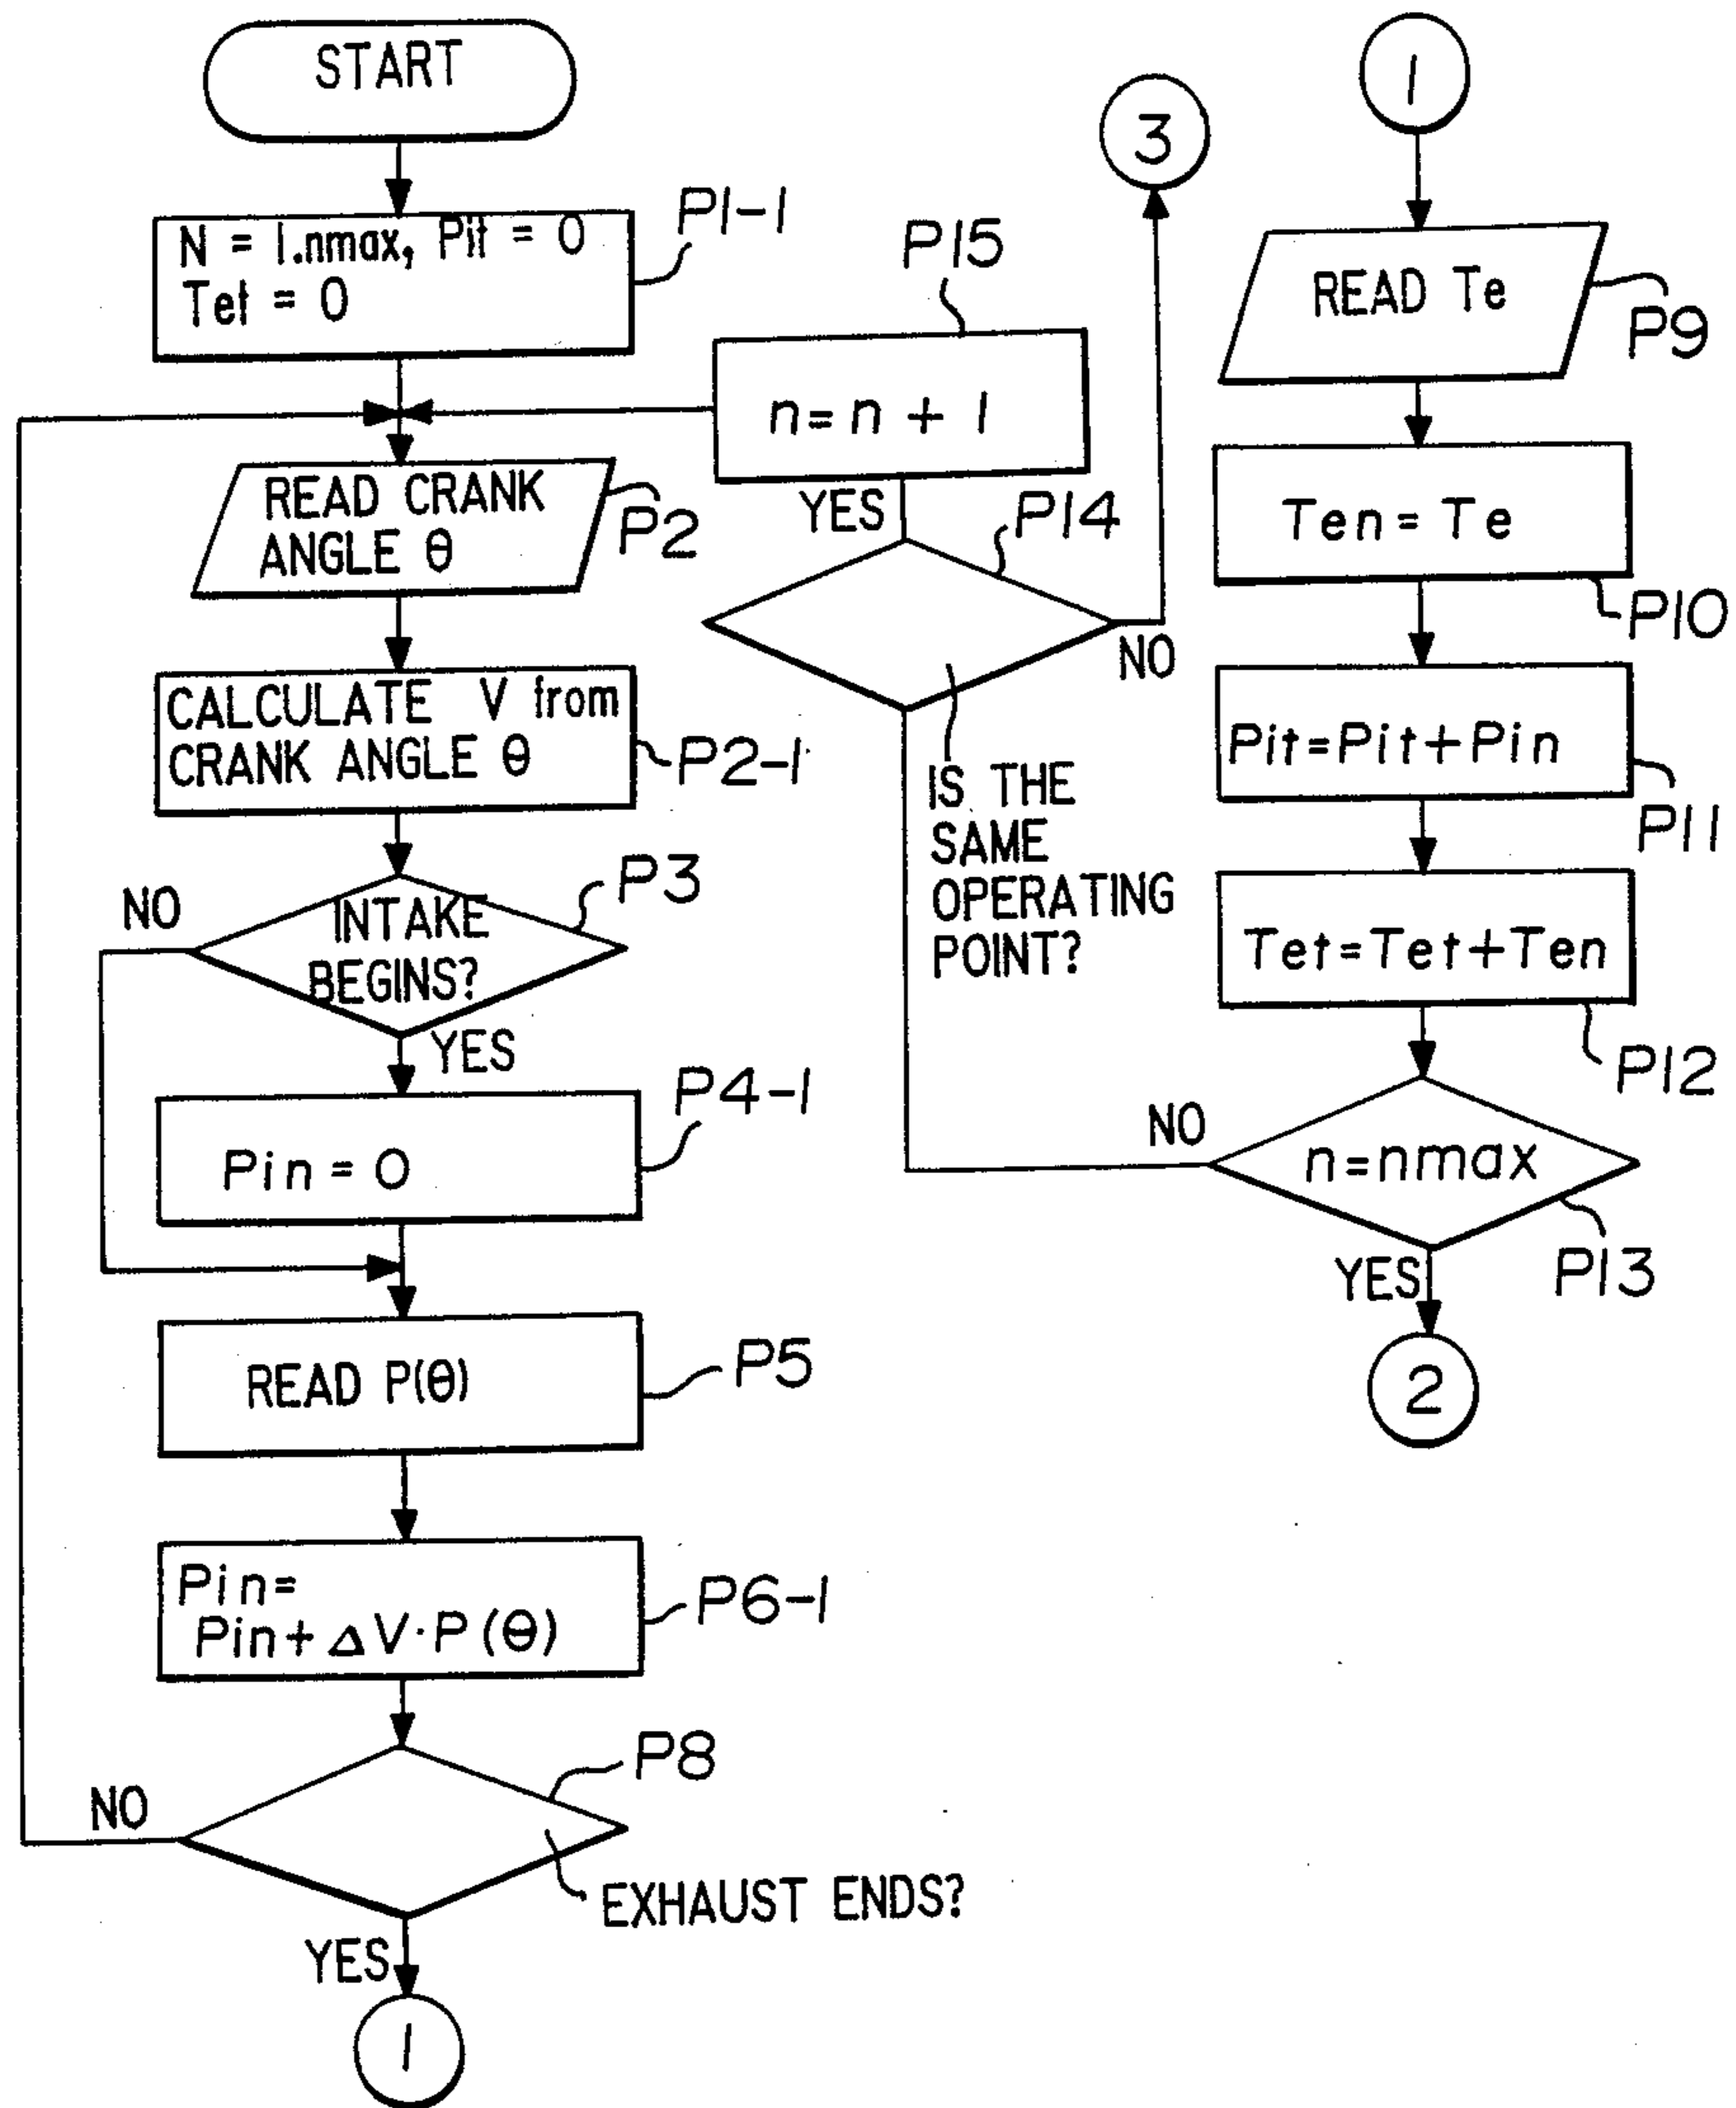 START
N = 1.nmax, Pit = 0
Tet = 0
P1-1
READ CRANK
ANGLE θ
P2
CALCULATE V from
CRANK ANGLE θ
P2-1
INTAKE
BEGINS?
P3
NO
YES
Pin = 0
P4-1
READ P(θ)
P5
Pin=
Pin+ΔV·P(θ)
P6-1
P8
NO
EXHAUST ENDS?
YES
1
3
P15
n=n + 1
YES
P14
NO
IS THE
SAME
OPERATING
POINT?
1
READ Te
P9
Ten=Te
P10
Pit=Pit+Pin
P11
Tet=Tet+Ten
P12
NO
n=nmax
P13
YES
2